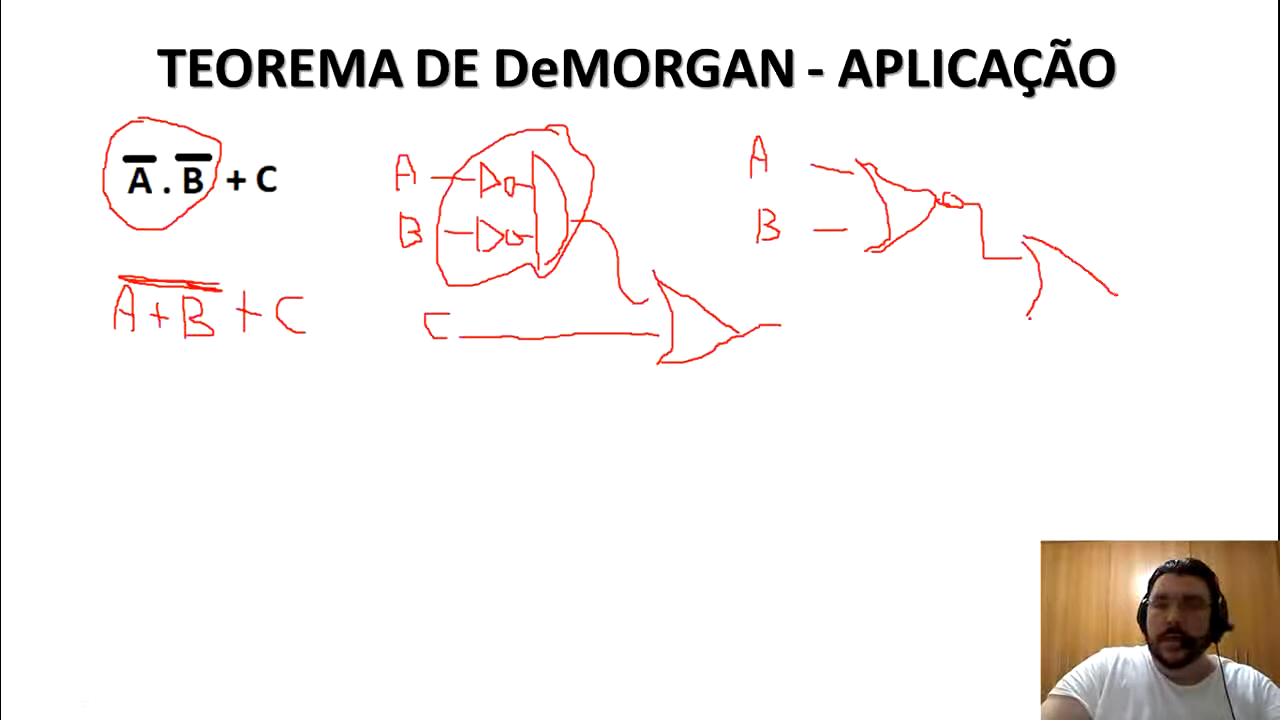 TEOREMA DE DeMORGAN - APLICAÇÃO
A̅ . B̅ + C
A̅+̅B̅ + C
A
B
C
A
B